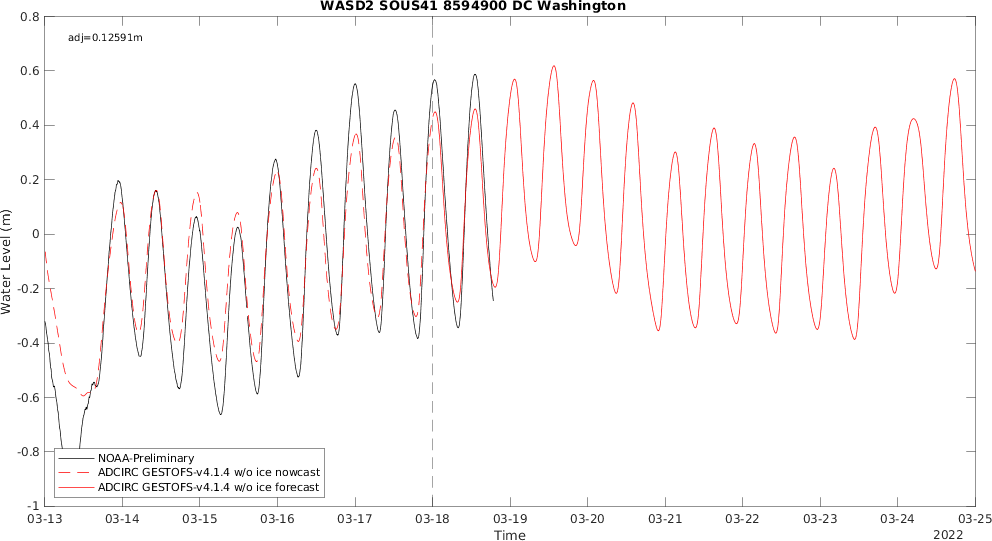 WASD2 SOUS41 8594900 DC Washington
adj=0.12591m
0.8
0.6
0.4
0.2
0
-0.2
-0.4
-0.6
-0.8
-1
Water Level (m)
NOAA-Preliminary
ADCIRC GESTOFS-v4.1.4 w/o ice nowcast
ADCIRC GESTOFS-v4.1.4 w/o ice forecast
03-13 03-14 03-15 03-16 03-17 03-18 03-19 03-20 03-21 03-22 03-23 03-24 03-25
Time
2022